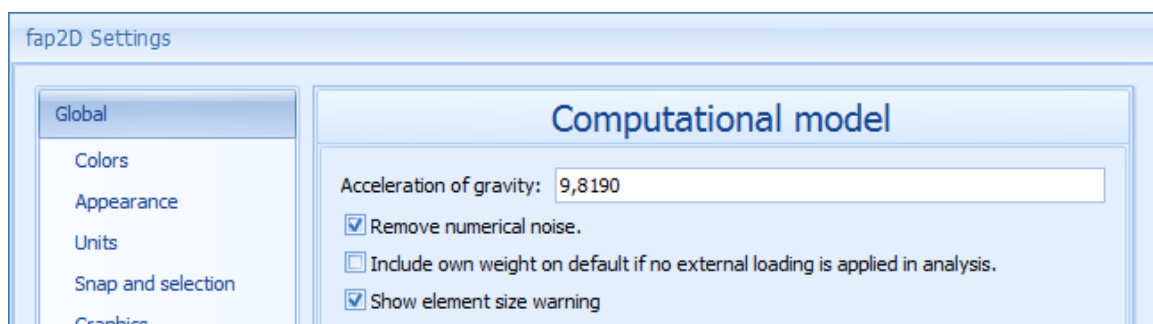 fap2D Settings
Global
Colors
Appearance
Units
Snap and selection
Graphics
Computational model
Acceleration of gravity: 9,8190
Remove numerical noise.
Include own weight on default if no external loading is applied in analysis.
Show element size warning